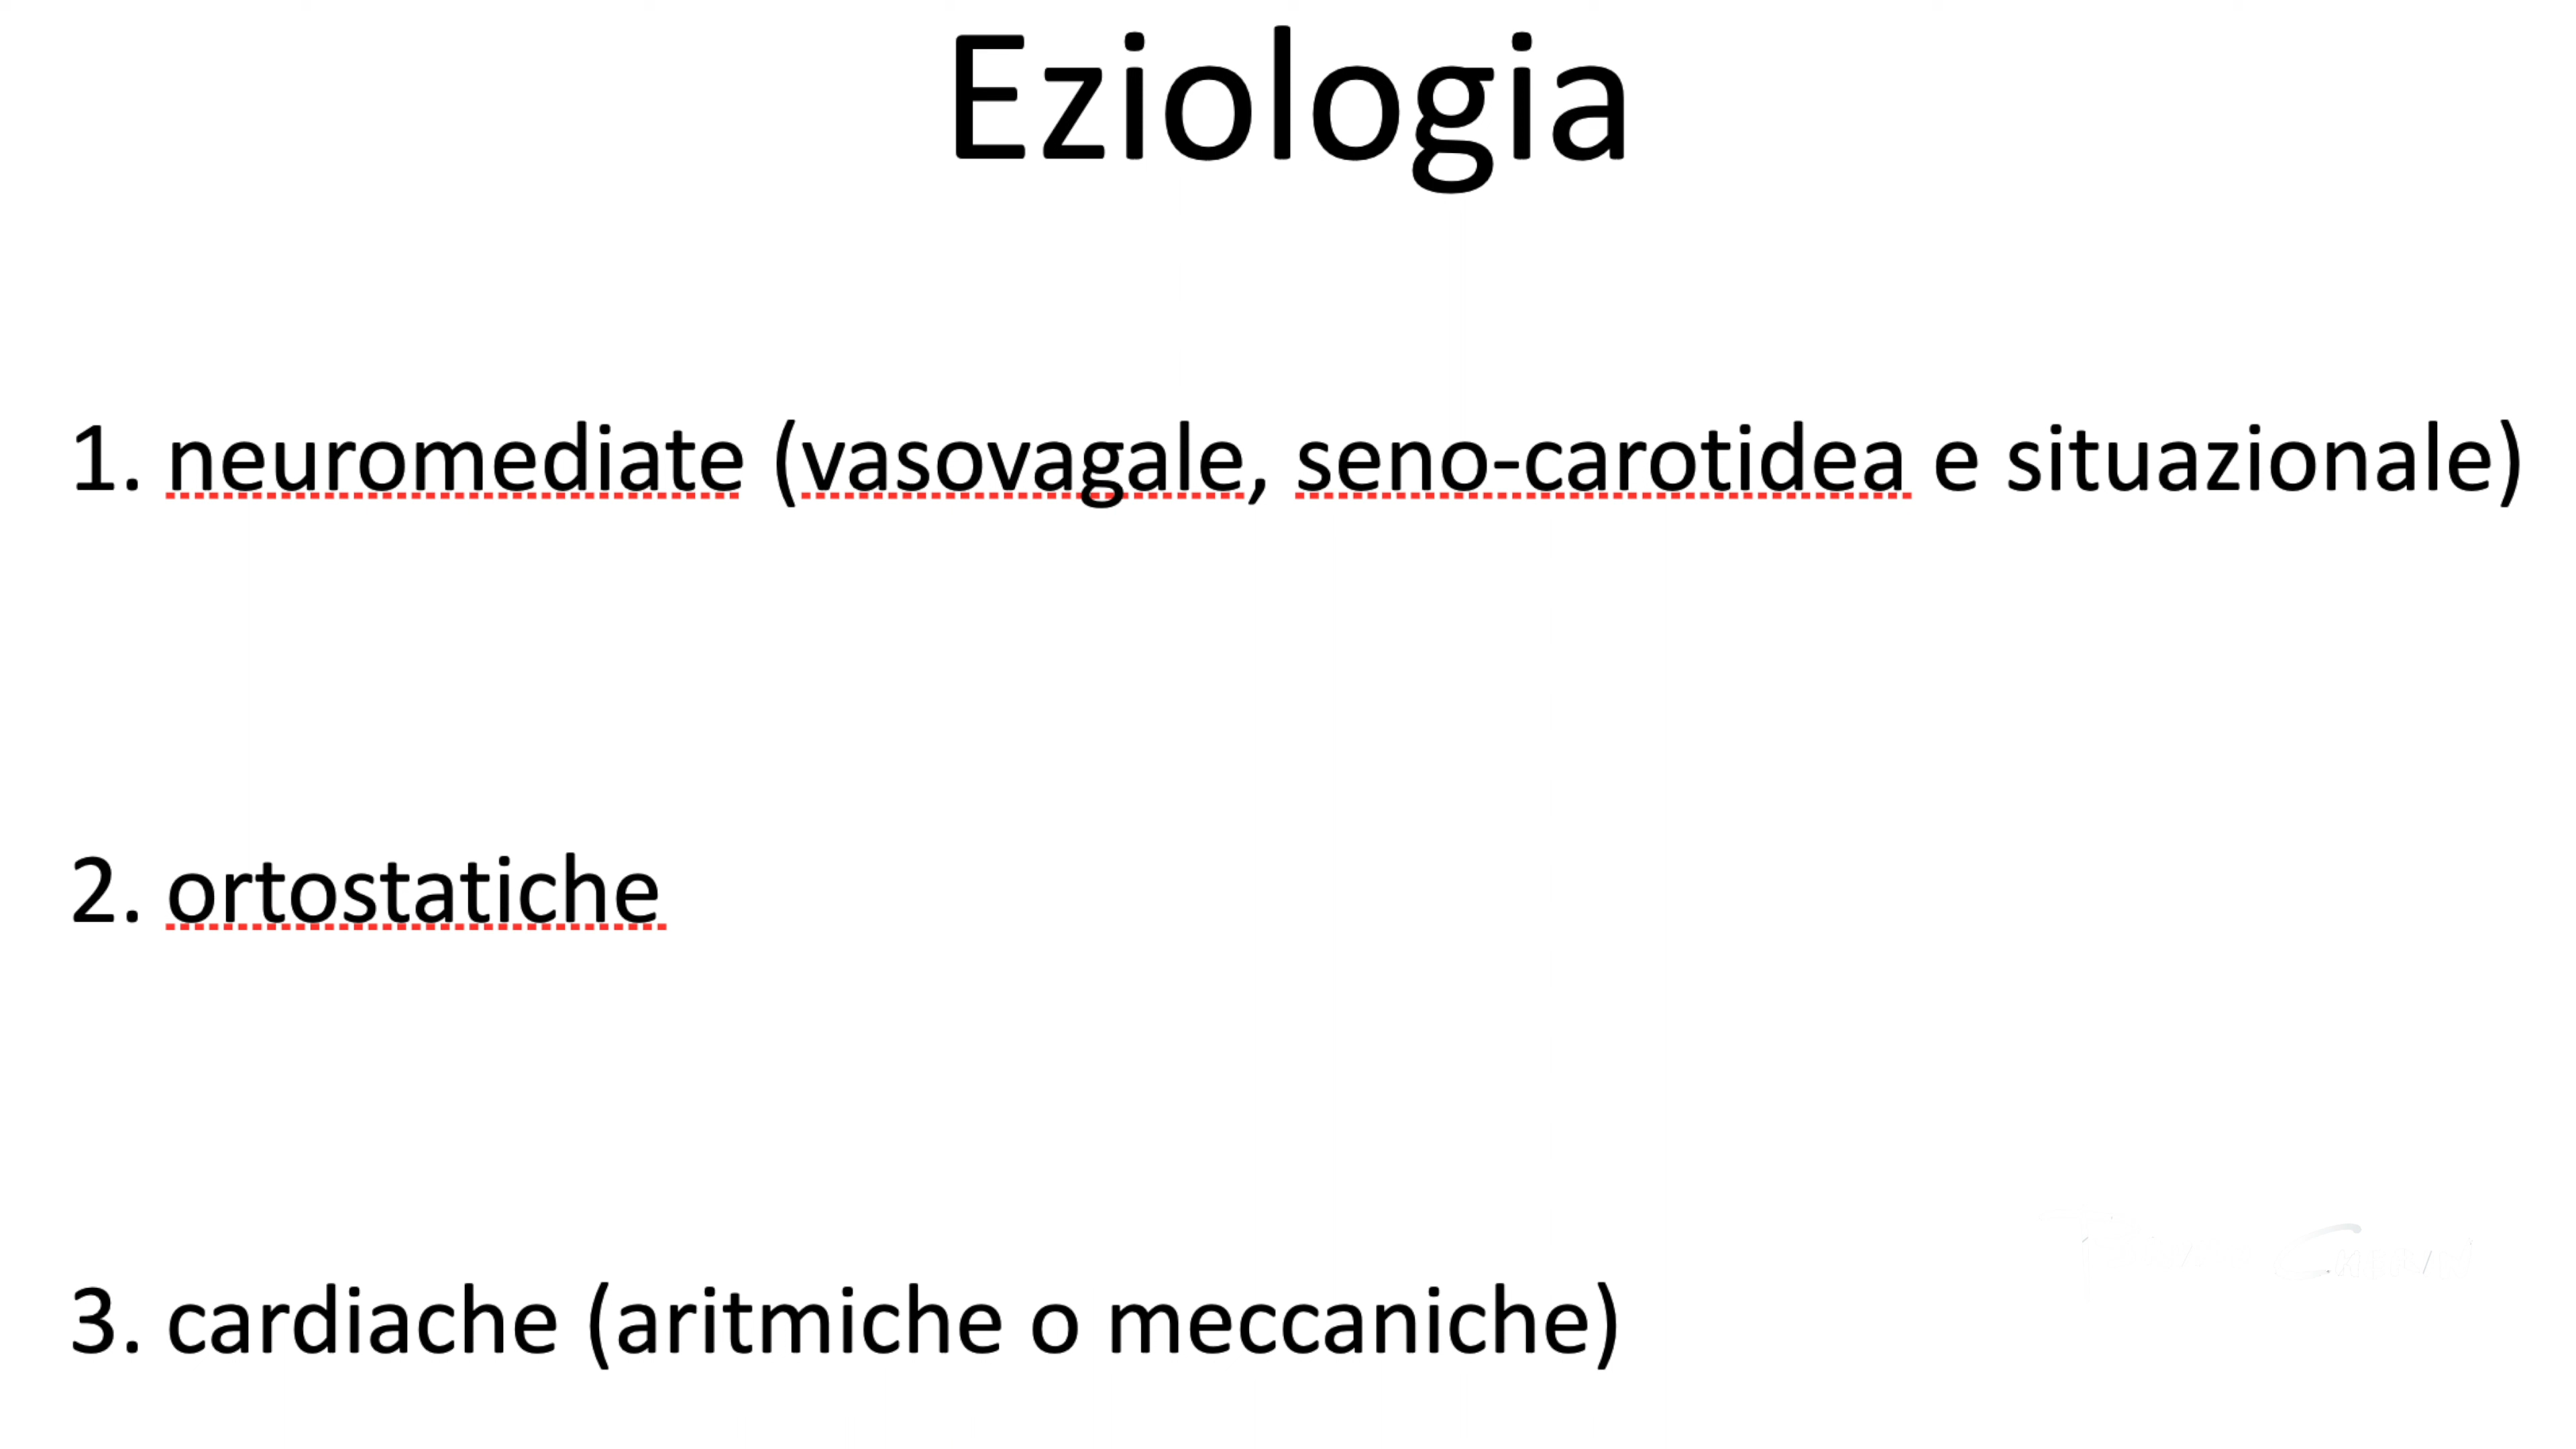 Eziologia
1. neuromediate (vasovagale, seno-carotidea e situazionale)
2. ortostatiche
3. cardiache (aritmiche o meccaniche)